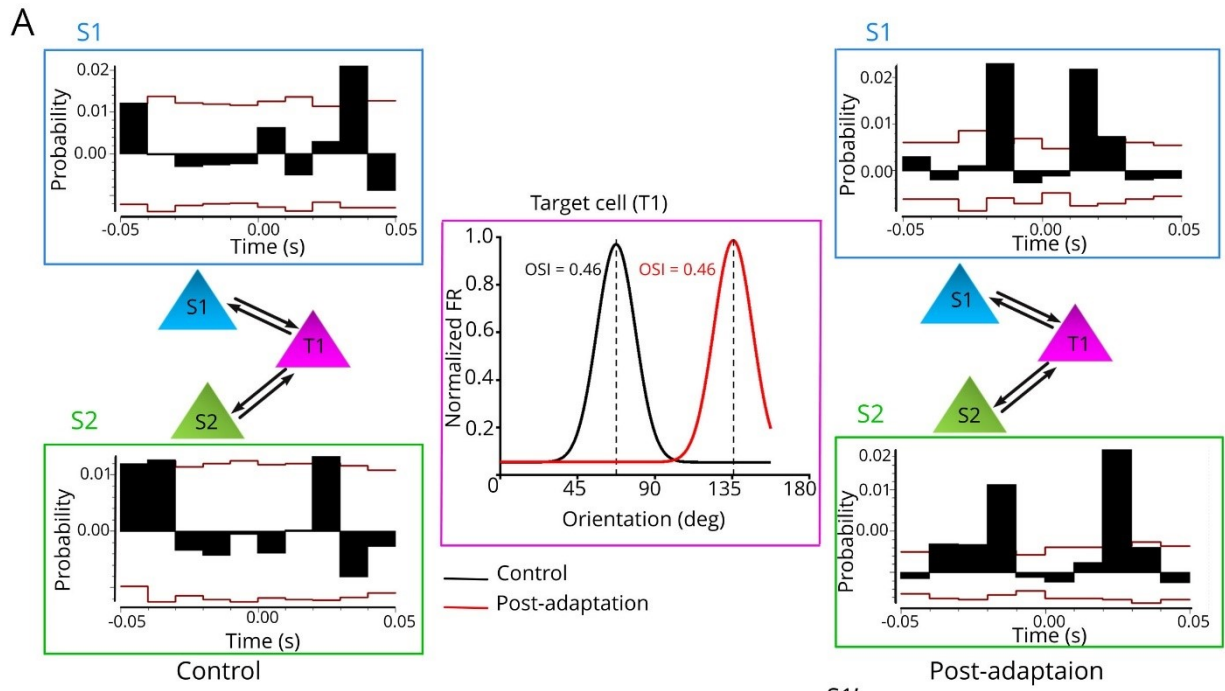 A
S1
0.02
0.01
0.00
Probability
-0.05 0.00 0.05
Time (s)
S1
T1
S2
S2
0.01
0.00
Probability
-0.05 0.00 0.05
Time (s)
Control
Target cell (T1)
1.0
0.8
0.6
0.4
0.2
Normalized FR
OSI = 0.46 OSI = 0.46
0 45 90 135 180
Orientation (deg)
Control
Post-adaptation
S1
0.02
0.01
0.00
Probability
-0.05 0.00 0.05
Time (s)
S1
T1
S2
S2
0.02
0.01
0.00
Probability
-0.05 0.00 0.05
Time (s)
Post-adaptaion